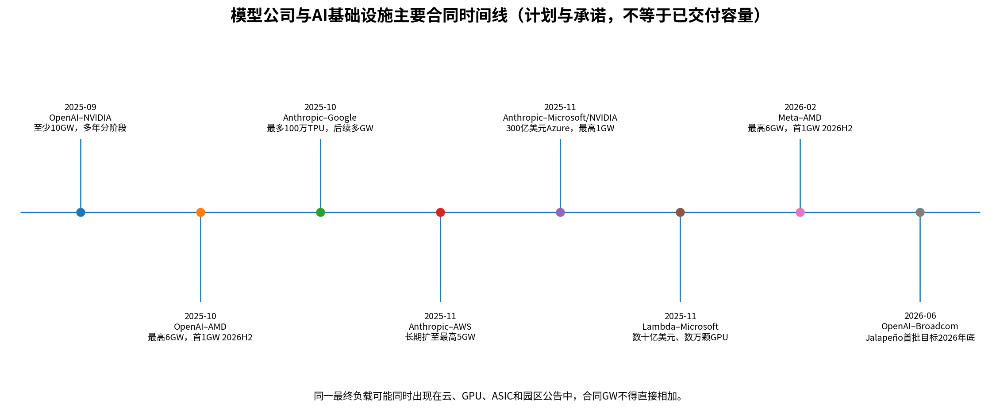 模型公司与AI基础设施主要合同时间线（计划与承诺，不等于已交付容量）
2025-09
OpenAI–NVIDIA
至少10GW，多年分阶段
2025-10
OpenAI–AMD
最高6GW，首1GW 2026H2
2025-10
Anthropic–Google
最多100万TPU，后续多GW
2025-11
Anthropic–AWS
长期扩至最高5GW
2025-11
Anthropic–Microsoft/NVIDIA
300亿美元Azure，最高1GW
2025-11
Lambda–Microsoft
数十亿美元、数万颗GPU
2026-02
Meta–AMD
最高6GW，首1GW 2026H2
2026-06
OpenAI–Broadcom
Jalapeño首批目标2026年底
同一最终负载可能同时出现在云、GPU、ASIC和园区公告中，合同GW不得直接相加。